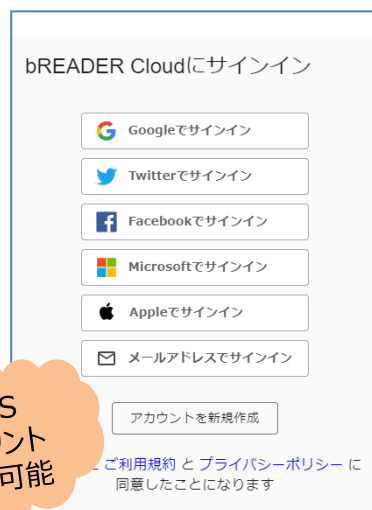 bREADER Cloudにサインイン
Googleでサインイン
Twitterでサインイン
Facebookでサインイン
Microsoftでサインイン
Appleでサインイン
メールアドレスでサインイン
アカウントを新規作成
と ご利用規約 と プライバシーポリシー に
同意したことになります
S
ント
可能